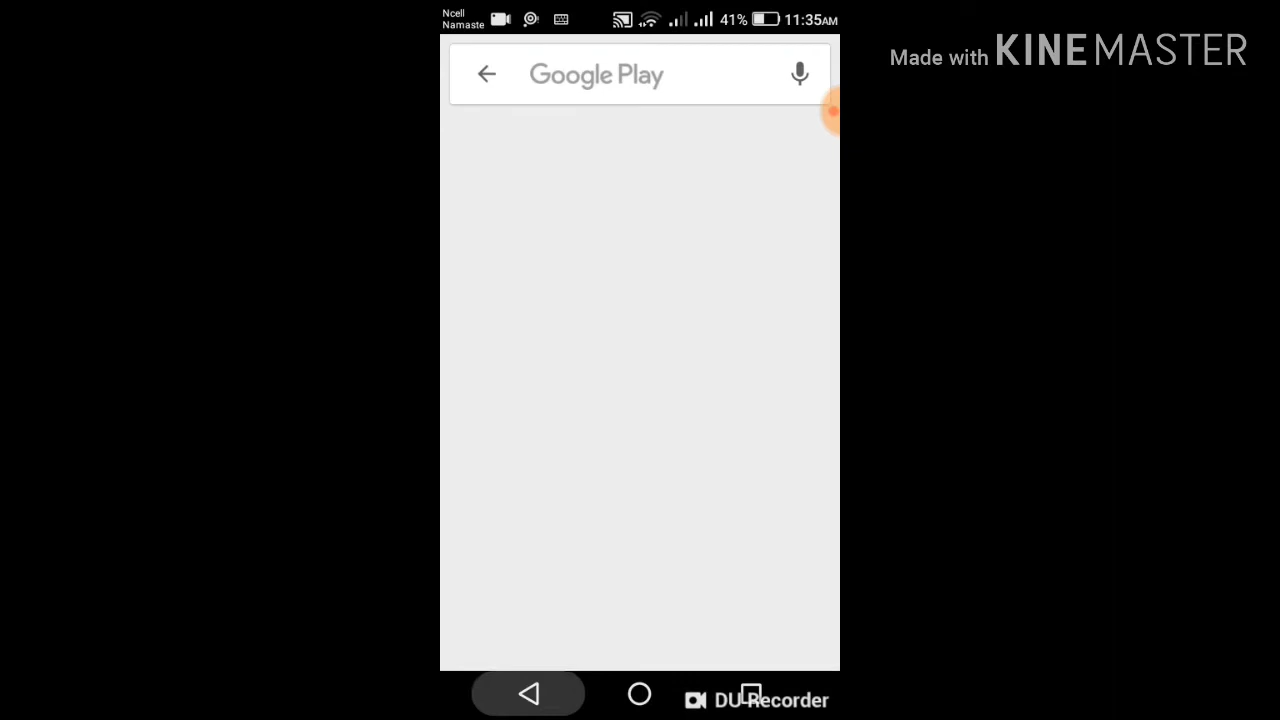 Ncell
Namaste
41% 11:35AM
Made with KINEMASTER
Google Play
DU Recorder